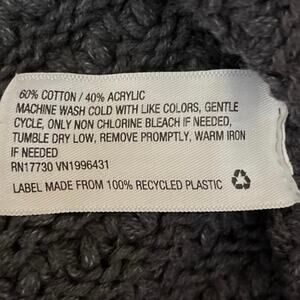 60% COTTON / 40% ACRYLIC
MACHINE WASH COLD WITH LIKE COLORS, GENTLE
CYCLE, ONLY NON CHLORINE BLEACH IF NEEDED,
TUMBLE DRY LOW, REMOVE PROMPTLY, WARM IRON
IF NEEDED
RN17730 VN1996431
LABEL MADE FROM 100% RECYCLED PLASTIC